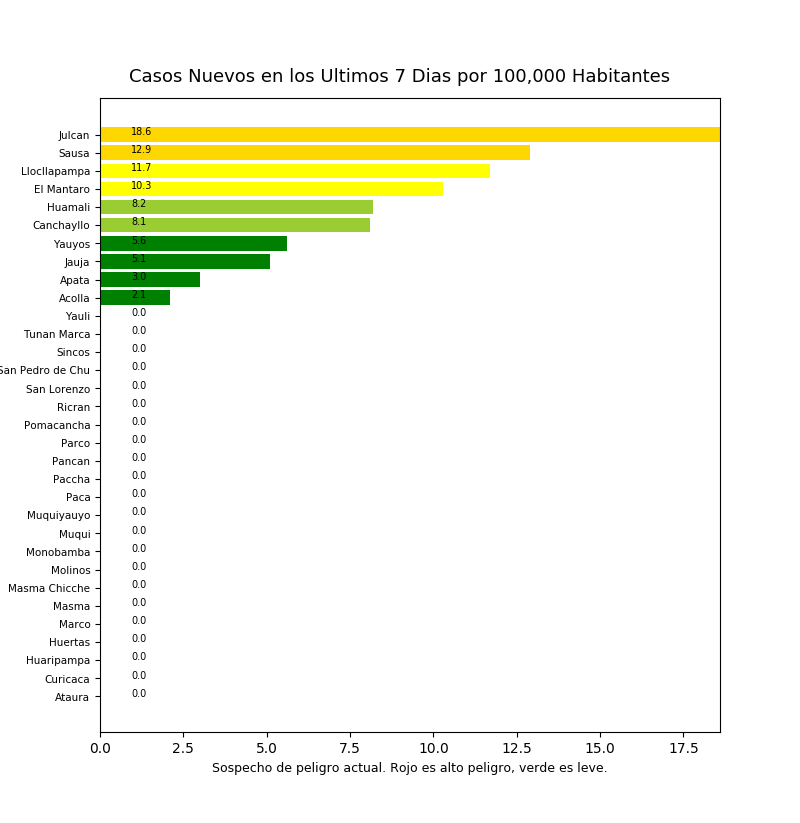 Casos Nuevos en los Ultimos 7 Dias por 100,000 Habitantes
Julcan 18.6
Sausa 12.9
Llocllapampa 11.7
El Mantaro 10.3
Huamali 8.2
Canchayllo 8.1
Yauyos 5.6
Jauja 5.1
Apata 3.0
Acolla 2.1
Yauli 0.0
Tunan Marca 0.0
Sincos 0.0
San Pedro de Chu 0.0
San Lorenzo 0.0
Ricran 0.0
Pomacancha 0.0
Parco 0.0
Pancan 0.0
Paccha 0.0
Paca 0.0
Muquiyauyo 0.0
Muqui 0.0
Monobamba 0.0
Molinos 0.0
Masma Chicche 0.0
Masma 0.0
Marco 0.0
Huertas 0.0
Huaripampa 0.0
Curicaca 0.0
Ataura 0.0
0.0 2.5 5.0 7.5 10.0 12.5 15.0 17.5
Sospecho de peligro actual. Rojo es alto peligro, verde es leve.